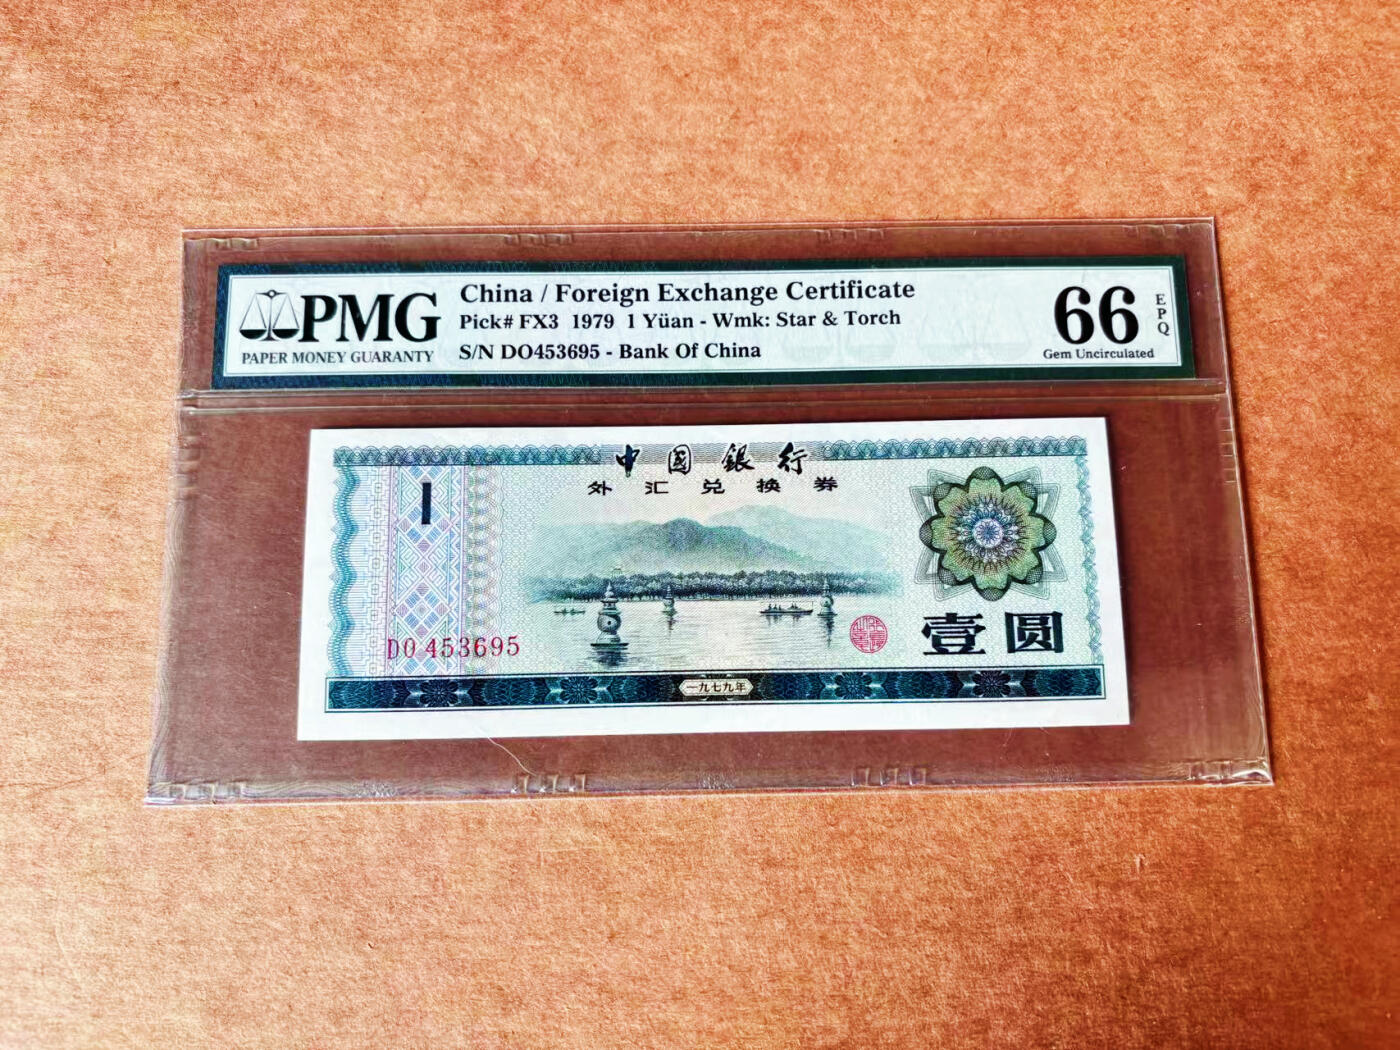 PMG
PAPER MONEY GUARANTY
China / Foreign Exchange Certificate
Pick# FX3 1979 1 Yüan - Wmk: Star & Torch
S/N DO453695 - Bank Of China
66
EPQ
Gem Uncirculated
中國銀行
外汇兑换券
1
DO 453695
壹圆
一九七九年